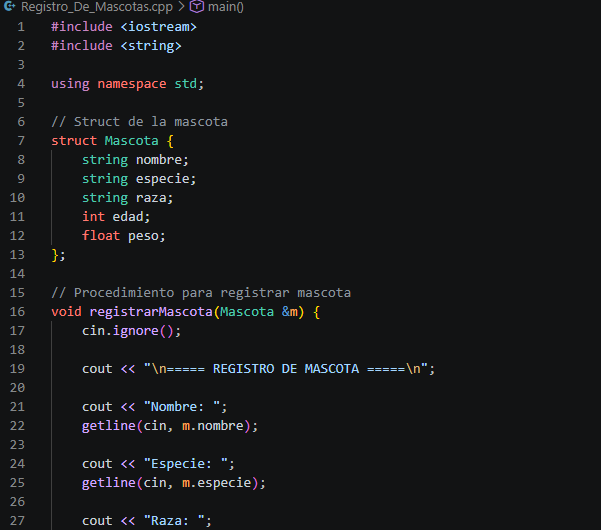 Registro_De_Mascotas.cpp > main()
1 #include <iostream>
2 #include <string>
3
4 using namespace std;
5
6 // Struct de la mascota
7 struct Mascota {
8 string nombre;
9 string especie;
10 string raza;
11 int edad;
12 float peso;
13 };
14
15 // Procedimiento para registrar mascota
16 void registrarMascota(Mascota &m) {
17 cin.ignore();
18
19 cout << "\n===== REGISTRO DE MASCOTA =====\n";
20
21 cout << "Nombre: ";
22 getline(cin, m.nombre);
23
24 cout << "Especie: ";
25 getline(cin, m.especie);
26
27 cout << "Raza: ";